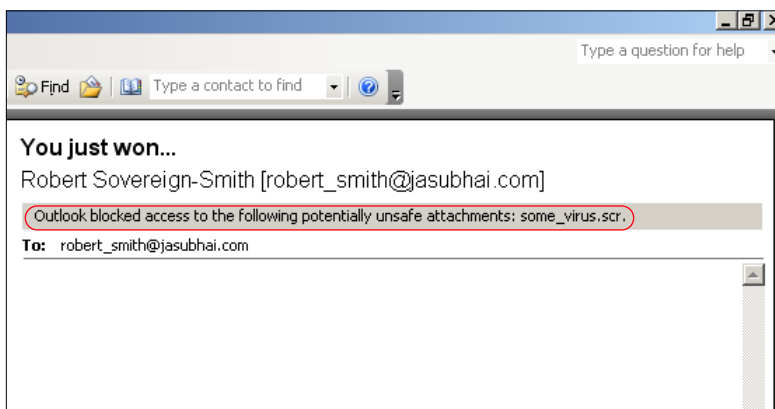 Type a question for help
Find Type a contact to find
You just won...
Robert Sovereign-Smith [robert_smith@jasubhai.com]
Outlook blocked access to the following potentially unsafe attachments: some_virus.scr.
To: robert_smith@jasubhai.com